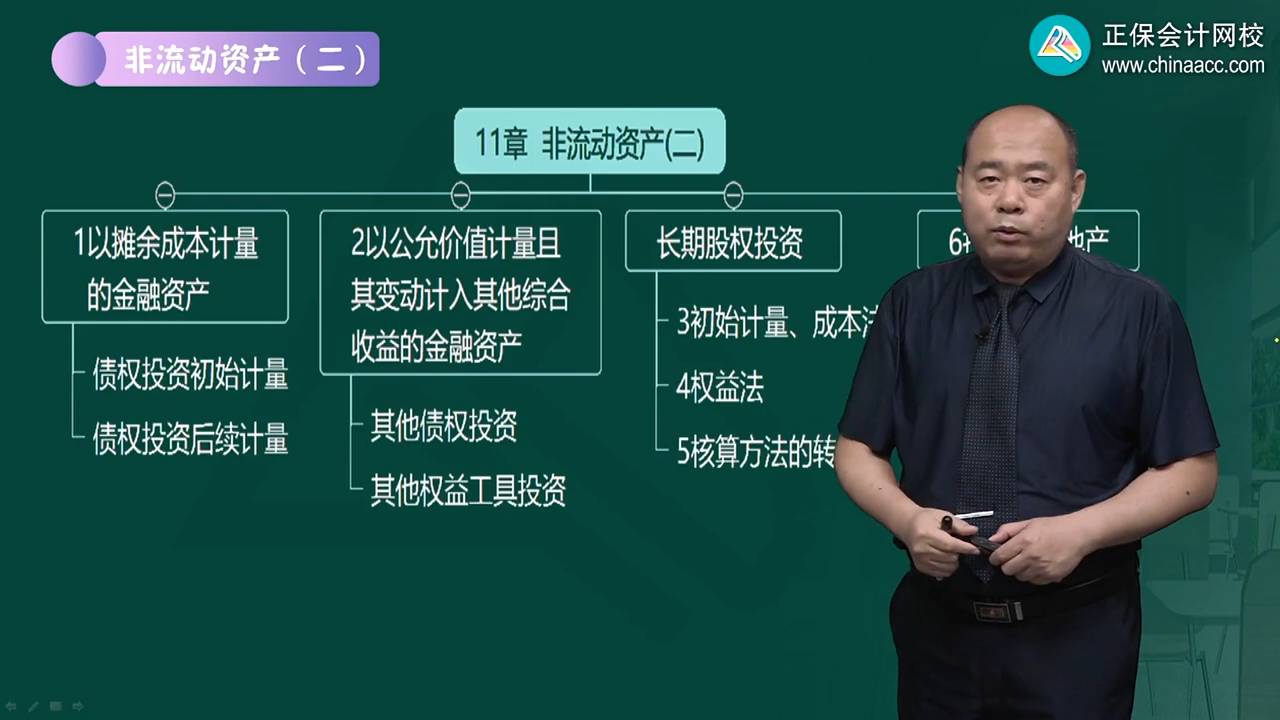 非流动资产（二）
正保会计网校
www.chinaacc.com
11章 非流动资产(二)
1以摊余成本计量
的金融资产
债权投资初始计量
债权投资后续计量
2以公允价值计量且
其变动计入其他综合
收益的金融资产
其他债权投资
其他权益工具投资
长期股权投资
3初始计量、成本法
4权益法
5核算方法的转
6
地产